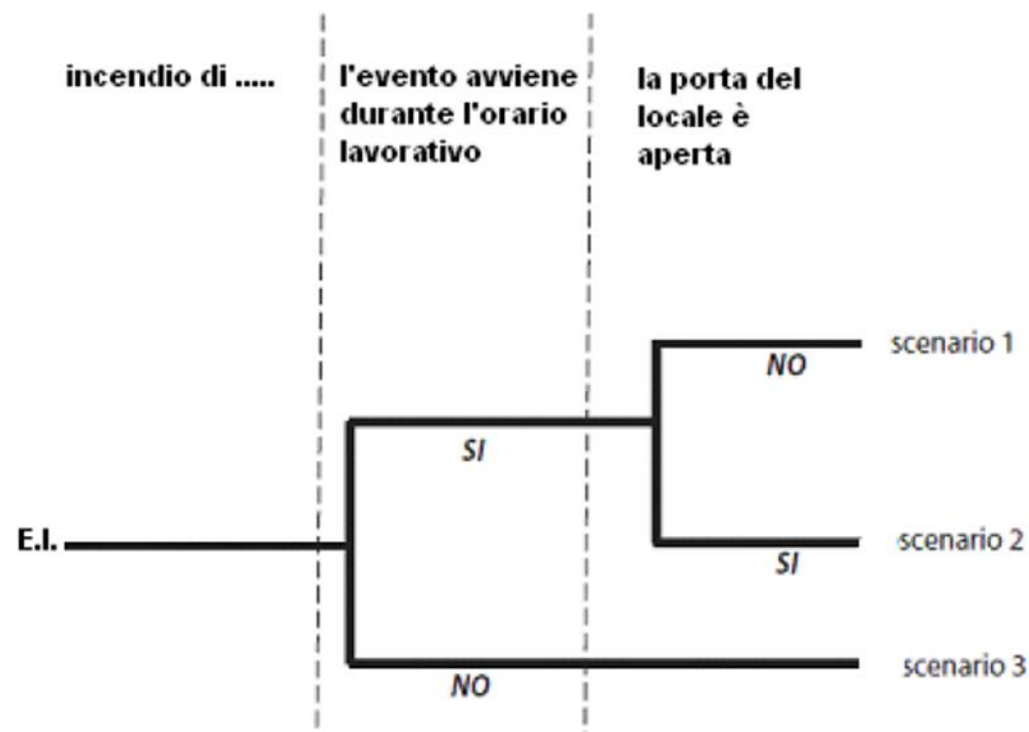 incendio di .....
l'evento avviene
durante l'orario
lavorativo
la porta del
locale è
aperta
scenario 1
NO
SI
E.I.
scenario 2
SI
scenario 3
NO